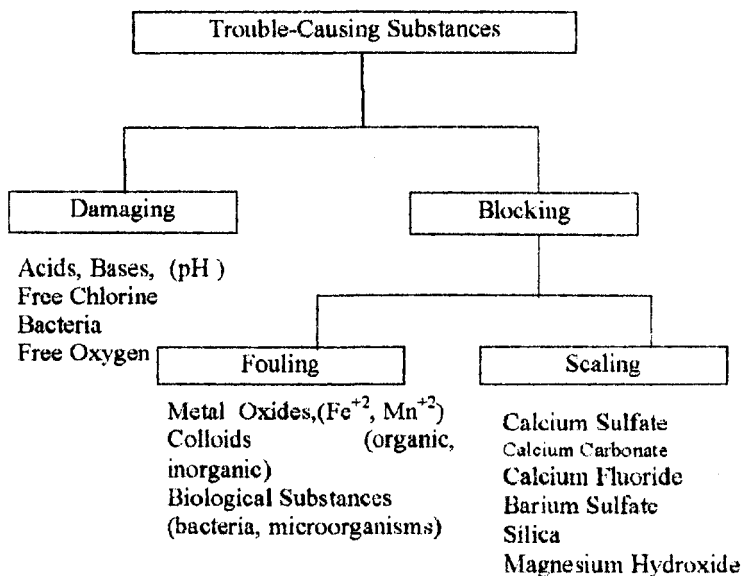 Trouble-Causing Substances
Damaging
Blocking
Acids, Bases, (pH )
Free Chlorine
Bacteria
Free Oxygen
Fouling
Scaling
Metal Oxides,(Fe⁺², Mn⁺²)
Colloids (organic,
inorganic)
Biological Substances
(bacteria, microorganisms)
Calcium Sulfate
Calcium Carbonate
Calcium Fluoride
Barium Sulfate
Silica
Magnesium Hydroxide